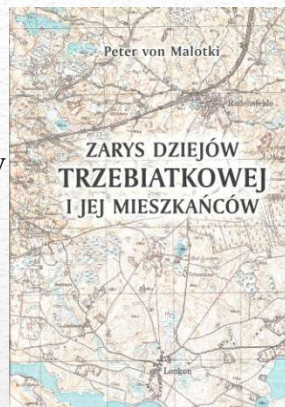 Peter von Malotki
ZARYS DZIEJÓW
TRZEBIATKOWEJ
I JEJ MIESZKAŃCÓW